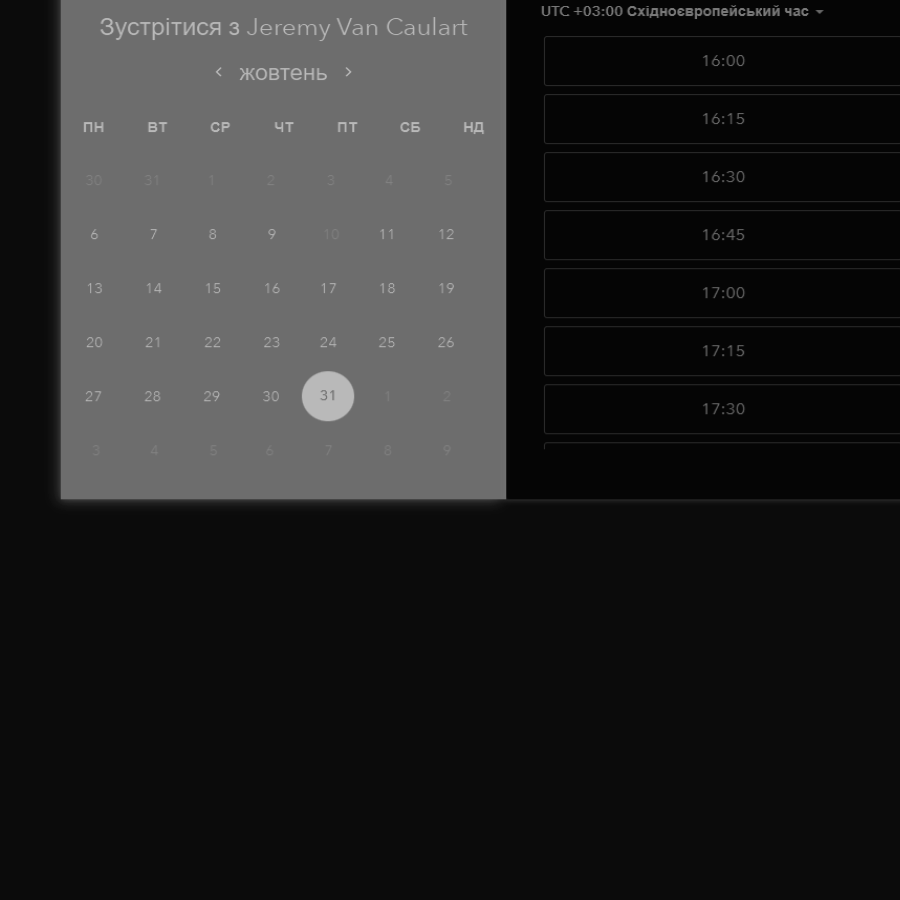 Зустрітися з Jeremy Van Caulart
жовтень
ПН ВТ СР ЧТ ПТ СБ НД
30 31 1 2 3 4 5
6 7 8 9 10 11 12
13 14 15 16 17 18 19
20 21 22 23 24 25 26
27 28 29 30 31 1 2
3 4 5 6 7 8 9
UTC +03:00 Східноєвропейський час
16:00
16:15
16:30
16:45
17:00
17:15
17:30